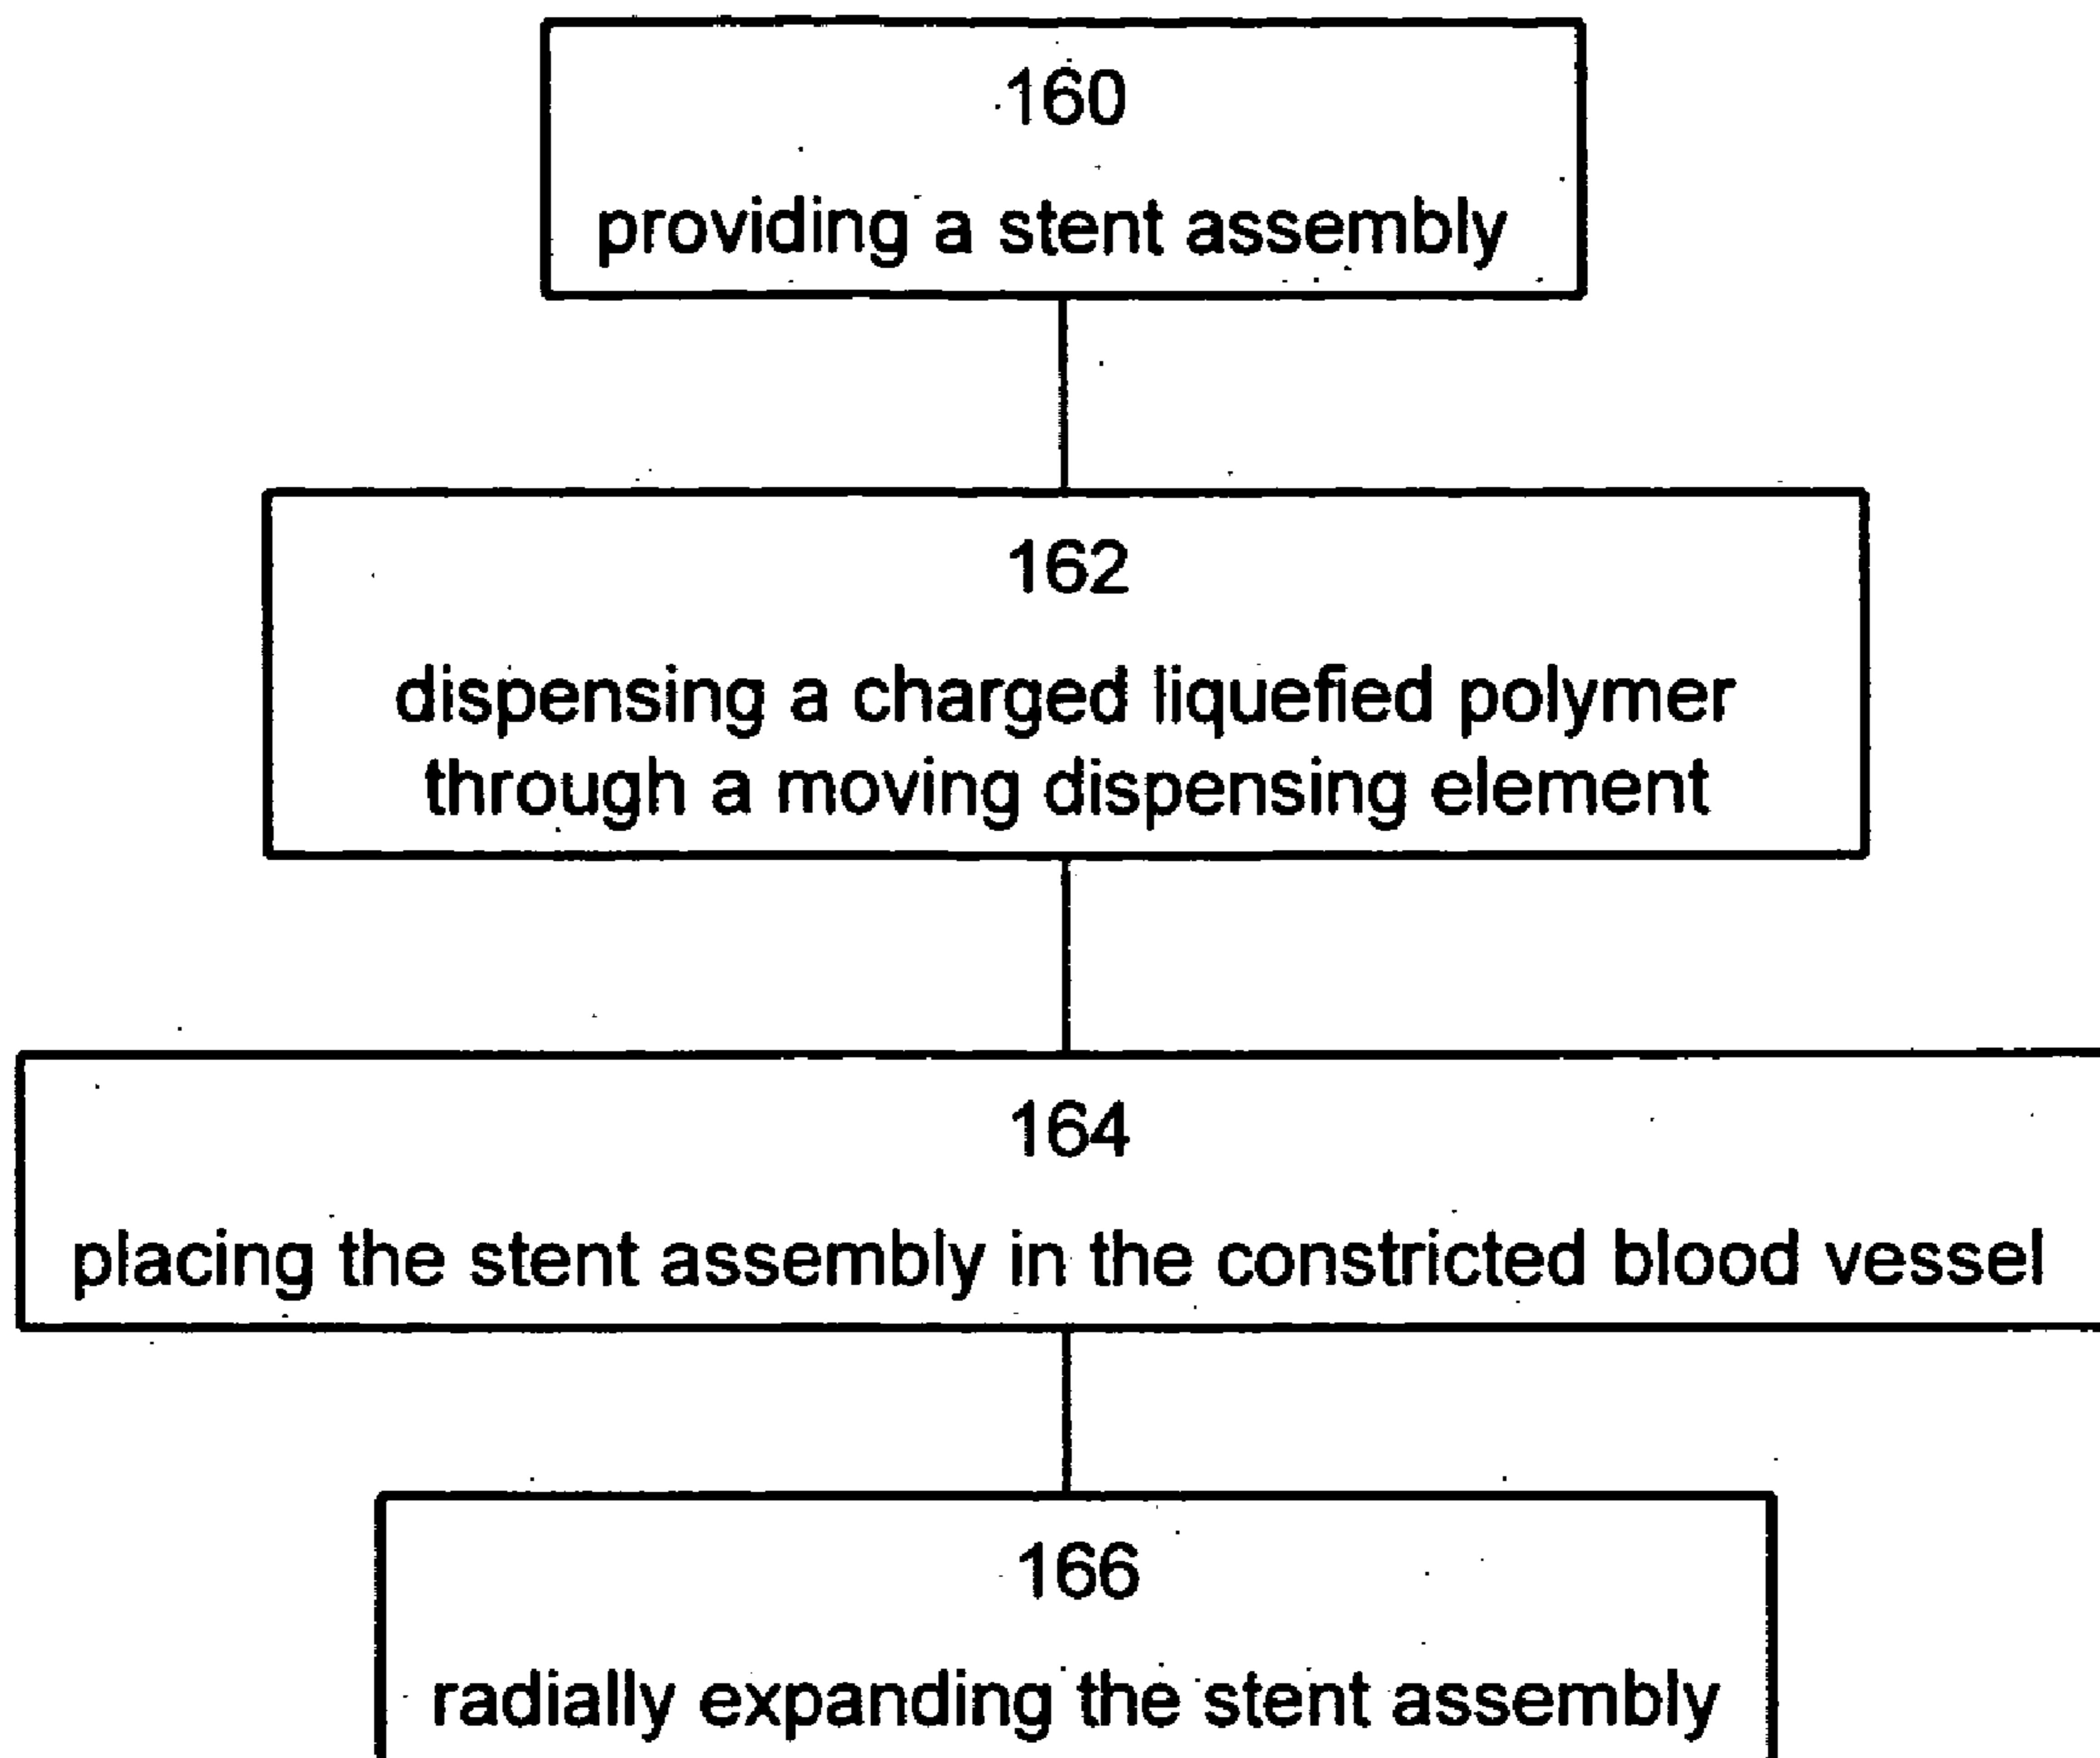 160
providing a stent assembly
162
dispensing a charged liquefied polymer
through a moving dispensing element
164
placing the stent assembly in the constricted blood vessel
166
radially expanding the stent assembly